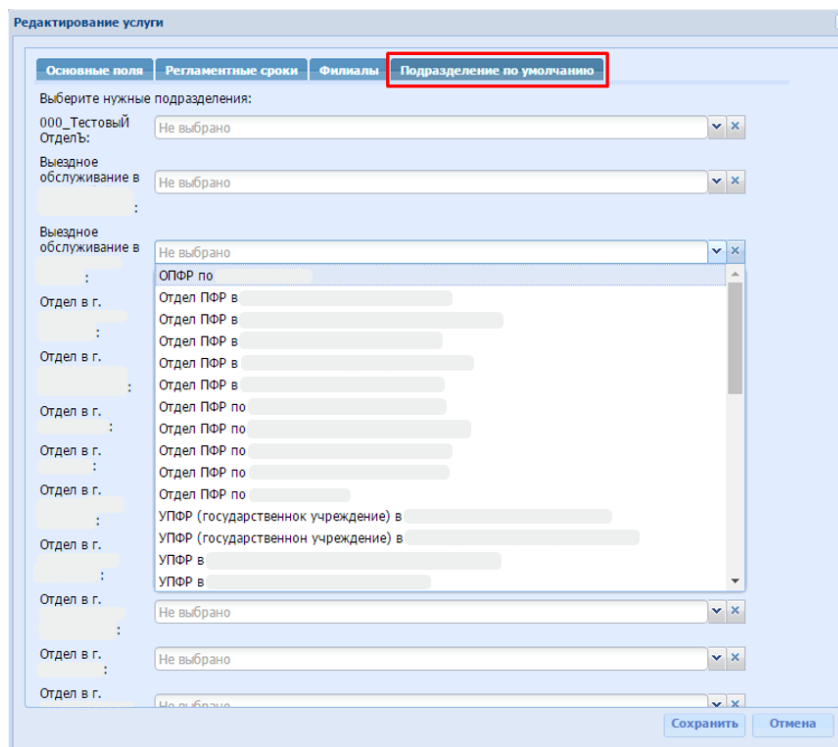 Редактирование услуги
Основные поля Регламентные сроки Филиалы Подразделение по умолчанию
Выберите нужные подразделения:
000_ТестовыЙ
ОтделЪ:
Не выбрано
Выездное
обслуживание в
:
Не выбрано
Выездное
обслуживание в
:
Не выбрано
ОПФР по
Отдел ПФР в
Отдел ПФР в
Отдел ПФР в
Отдел ПФР в
Отдел ПФР в
Отдел ПФР по
Отдел ПФР по
Отдел ПФР по
Отдел ПФР по
Отдел ПФР по
УПФР (государственнок учреждение) в
УПФР (государственнон учреждение) в
УПФР в
УПФР в
Отдел в г.
:
Отдел в г.
:
Отдел в г.
:
Отдел в г.
:
Отдел в г.
:
Отдел в г.
:
Отдел в г.
:
Не выбрано
Отдел в г.
:
Не выбрано
Отдел в г.
Не выбрано
Сохранить Отмена